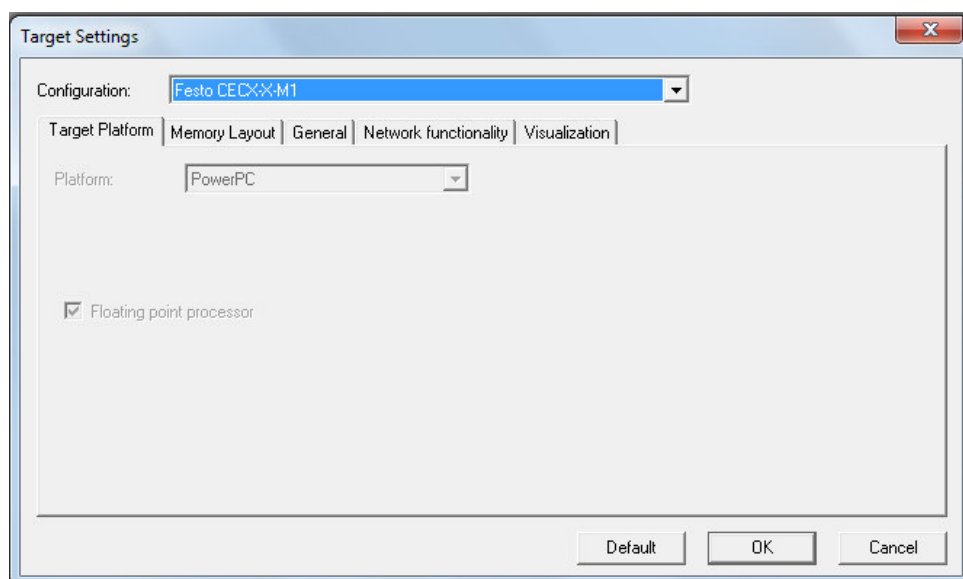 Target Settings
Configuration: Festo CECX-X-M1
Target Platform Memory Layout General Network functionality Visualization
Platform: PowerPC
Floating point processor
Default OK Cancel